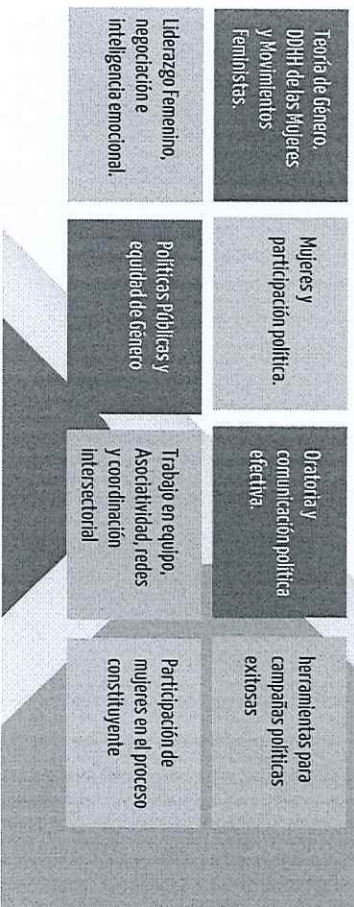 Teoría de Género.
DDHH de las Mujeres
y Movimientos
Feministas.
Mujeres y
participación política.
Oratoria y
comunicación política
efectiva.
herramientas para
campañas políticas
exitosas
Liderazgo Femenino,
negociación e
inteligencia emocional.
Políticas Públicas y
equidad de Género
Trabajo en equipo,
Asociatividad, redes
y coordinación
intersectorial
Participación de
mujeres en el proceso
constituyente